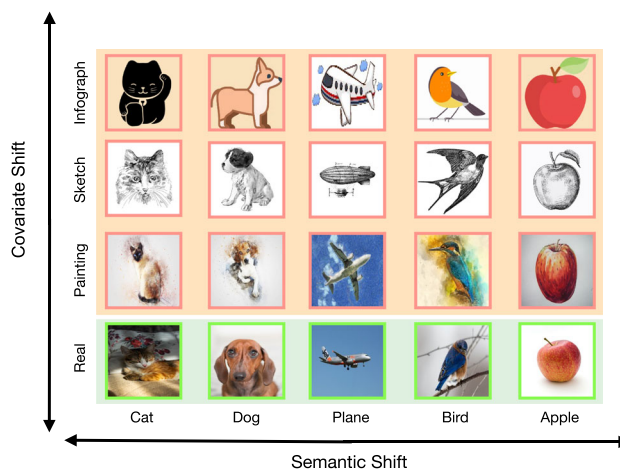 Covariate Shift
Infograph
Sketch
Painting
Real
Cat
Dog
Plane
Bird
Apple
Semantic Shift